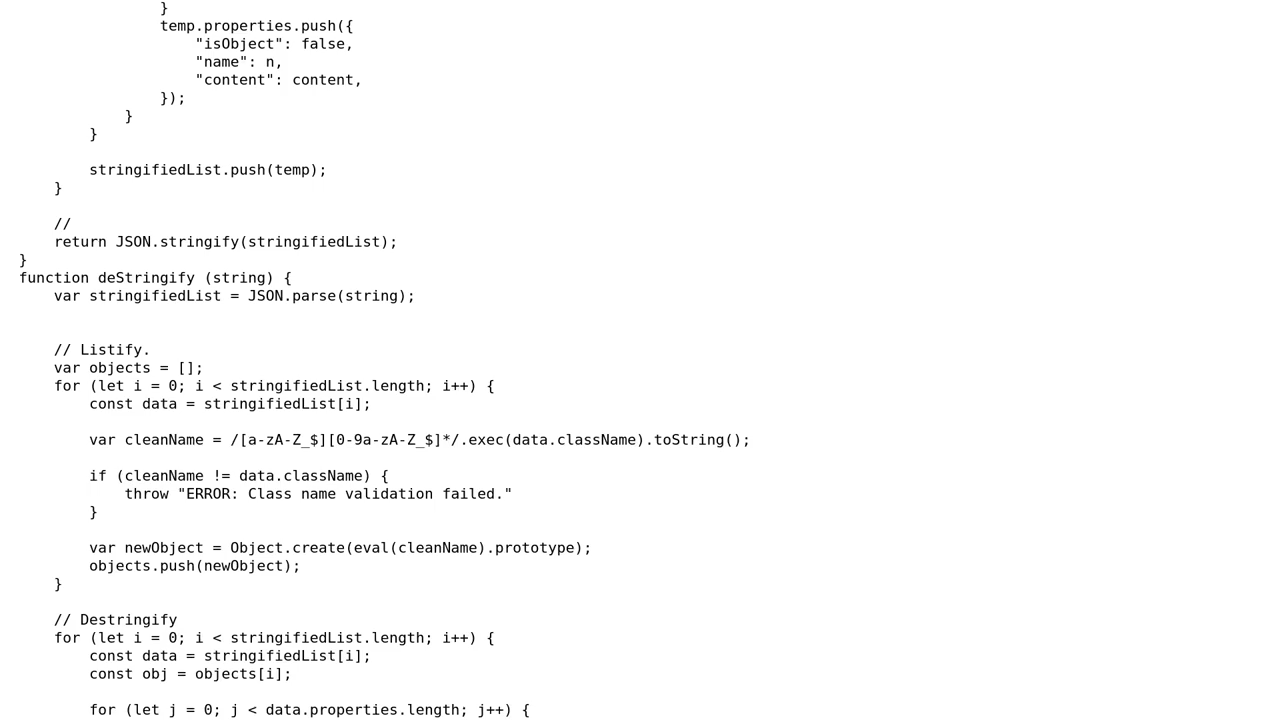 }
                temp.properties.push({
                    "isObject": false,
                    "name": n,
                    "content": content,
                });
            }
        }

        stringifiedList.push(temp);
    }

    //
    return JSON.stringify(stringifiedList);
}
function deStringify (string) {
    var stringifiedList = JSON.parse(string);


    // Listify.
    var objects = [];
    for (let i = 0; i < stringifiedList.length; i++) {
        const data = stringifiedList[i];

        var cleanName = /[a-zA-Z_$][0-9a-zA-Z_$]*/.exec(data.className).toString();

        if (cleanName != data.className) {
            throw "ERROR: Class name validation failed."
        }

        var newObject = Object.create(eval(cleanName).prototype);
        objects.push(newObject);
    }

    // Destringify
    for (let i = 0; i < stringifiedList.length; i++) {
        const data = stringifiedList[i];
        const obj = objects[i];

        for (let j = 0; j < data.properties.length; j++) {